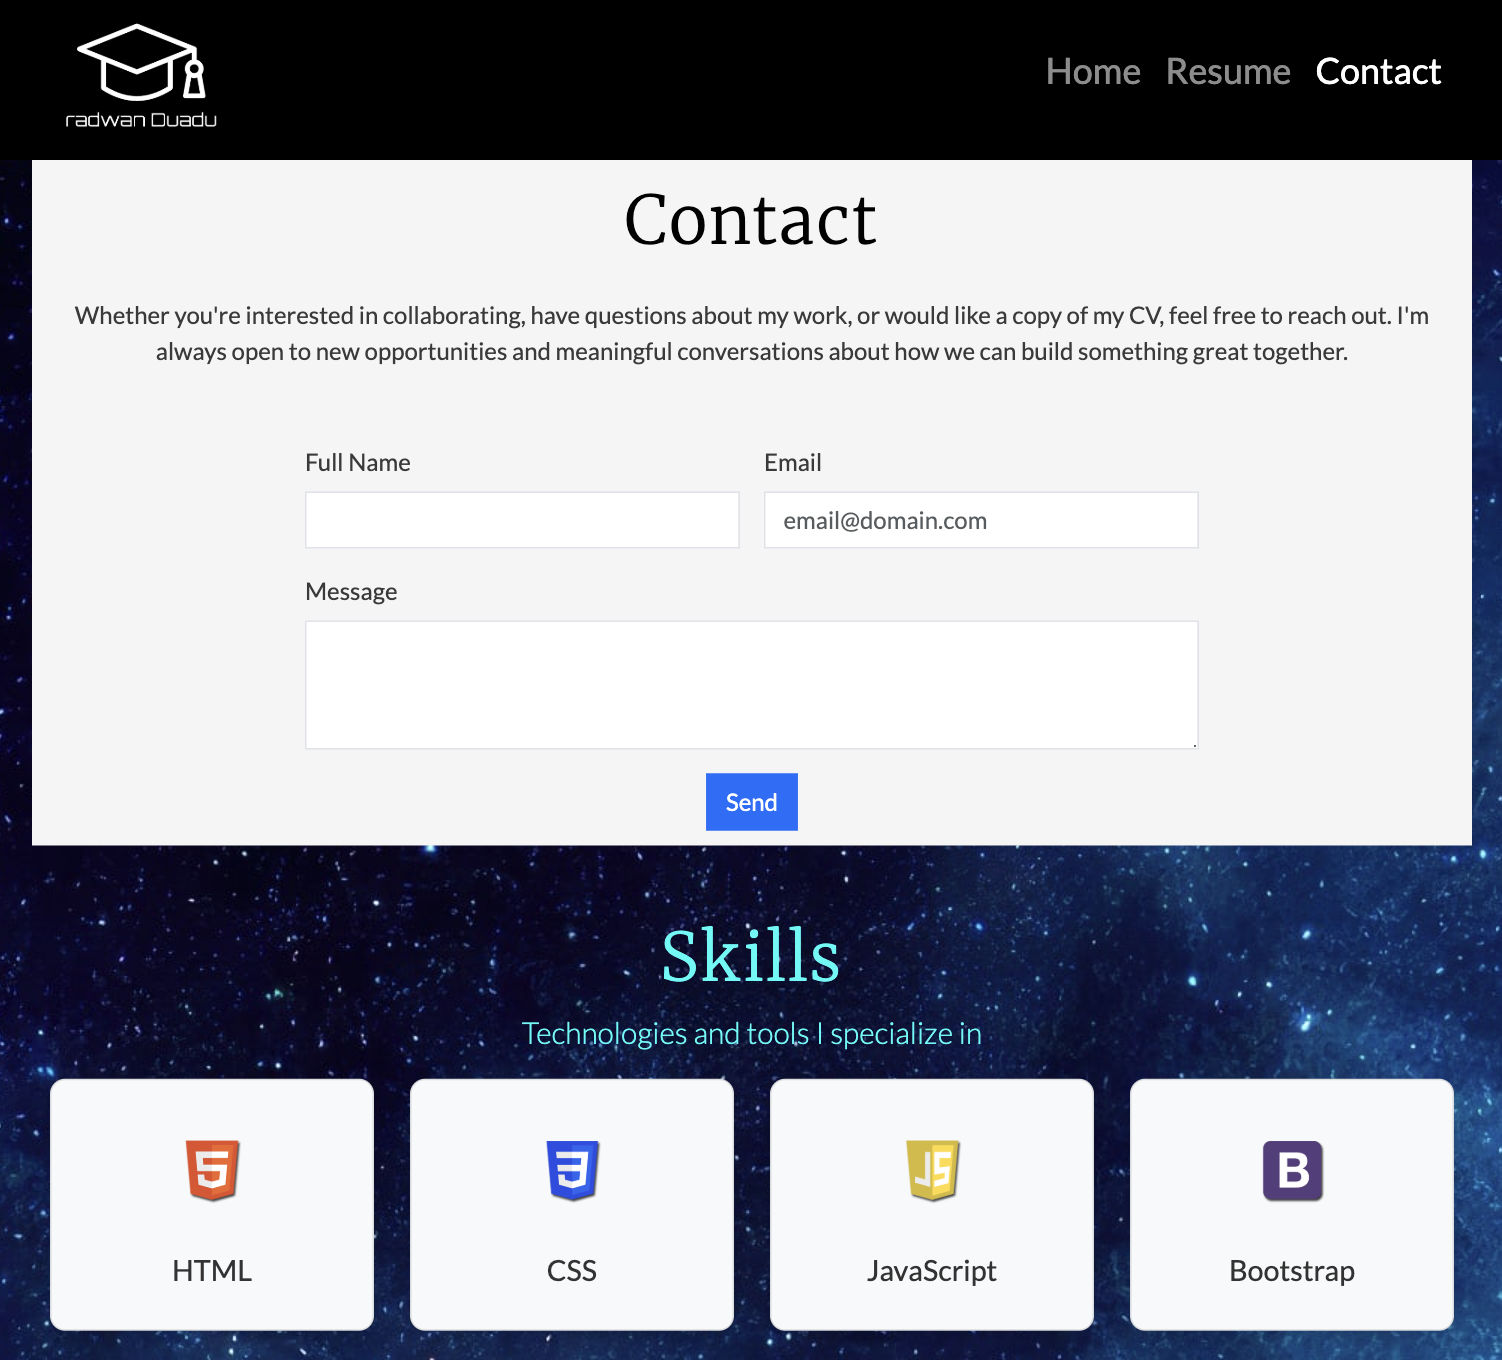 radwan Duadu
Home Resume Contact
Contact
Whether you're interested in collaborating, have questions about my work, or would like a copy of my CV, feel free to reach out. I'm
always open to new opportunities and meaningful conversations about how we can build something great together.
Full Name Email
email@domain.com
Message
Send
Skills
Technologies and tools I specialize in
5 3 JS B
HTML CSS JavaScript Bootstrap